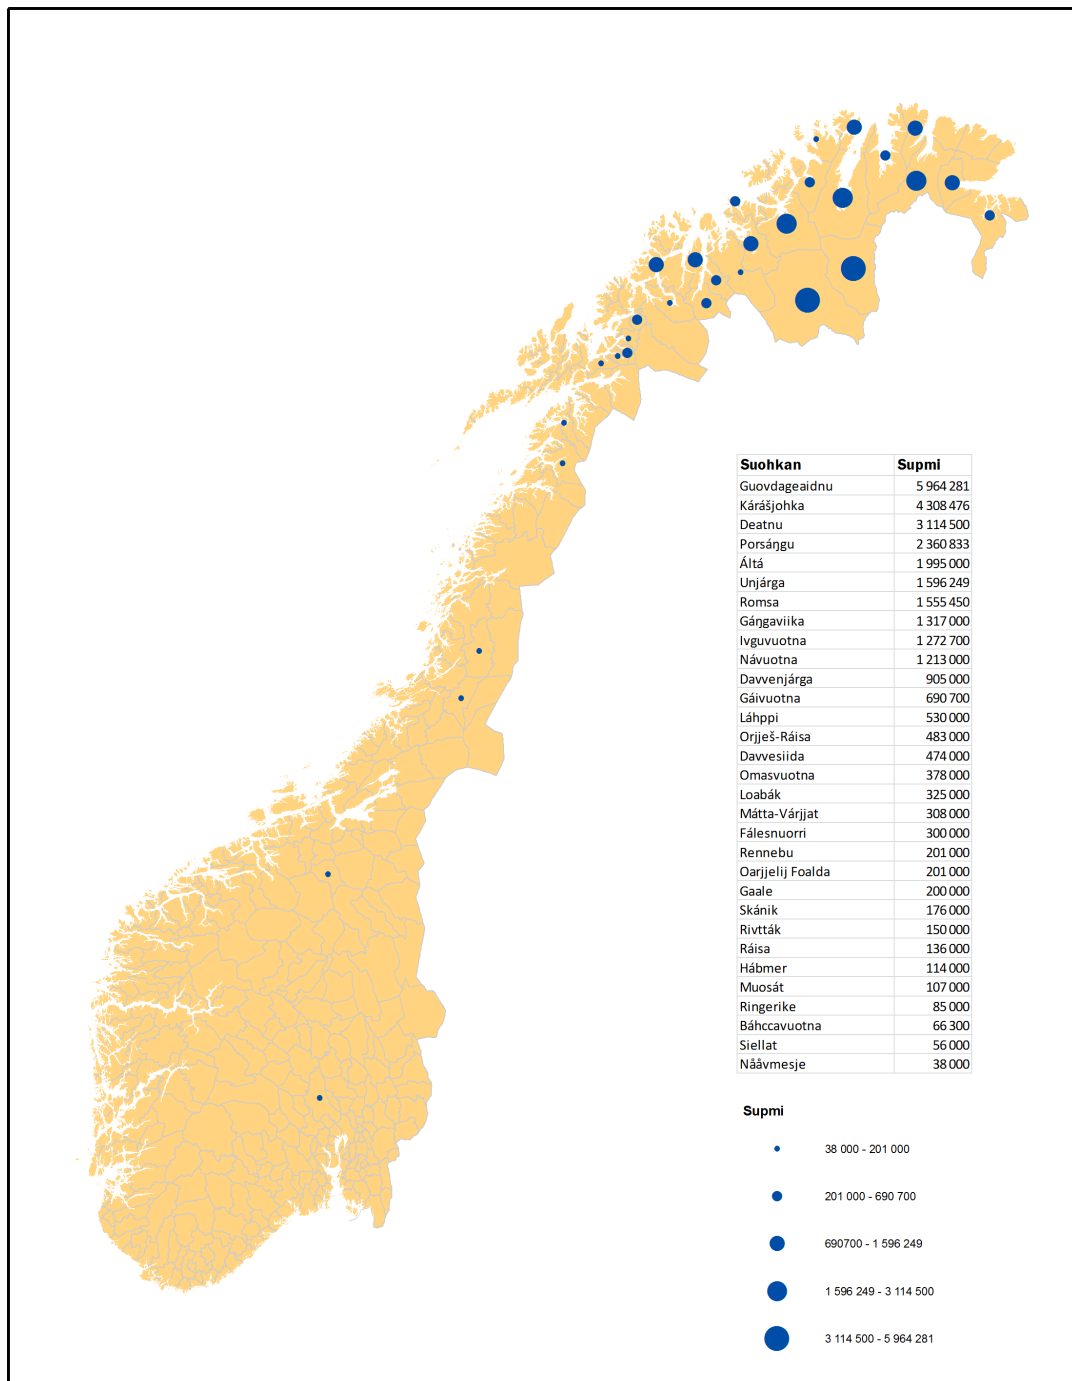 Suohkan Supmi
Guovdageaidnu 5 964 281
Kárášjohka 4 308 476
Deatnu 3 114 500
Porsáŋgu 2 360 833
Áltá 1 995 000
Unjárga 1 596 249
Romsa 1 555 450
Gáŋgaviika 1 317 000
Ivguvuotna 1 272 700
Návuotna 1 213 000
Davvenjárga 905 000
Gáivuotna 690 700
Láhppi 530 000
Orjješ-Ráisa 483 000
Davvesiida 474 000
Omasvuotna 378 000
Loabák 325 000
Mátta-Várjjat 308 000
Fálesnuorri 300 000
Rennebu 201 000
Oarjjelij Foalda 201 000
Gaale 200 000
Skánik 176 000
Rivtták 150 000
Ráisa 136 000
Hábmer 114 000
Muosát 107 000
Ringerike 85 000
Báhccavuotna 66 300
Siellat 56 000
Nååvmesje 38 000
Supmi
38 000 - 201 000
201 000 - 690 700
690700 - 1 596 249
1 596 249 - 3 114 500
3 114 500 - 5 964 281